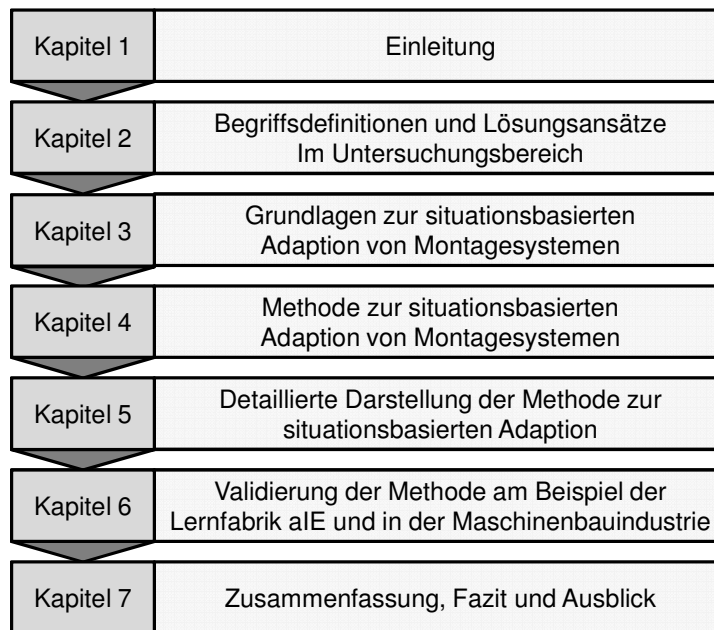 Kapitel 1
Einleitung
Kapitel 2
Begriffsdefinitionen und Lösungsansätze
Im Untersuchungsbereich
Kapitel 3
Grundlagen zur situationsbasierten
Adaption von Montagesystemen
Kapitel 4
Methode zur situationsbasierten
Adaption von Montagesystemen
Kapitel 5
Detaillierte Darstellung der Methode zur
situationsbasierten Adaption
Kapitel 6
Validierung der Methode am Beispiel der
Lernfabrik aIE und in der Maschinenbauindustrie
Kapitel 7
Zusammenfassung, Fazit und Ausblick